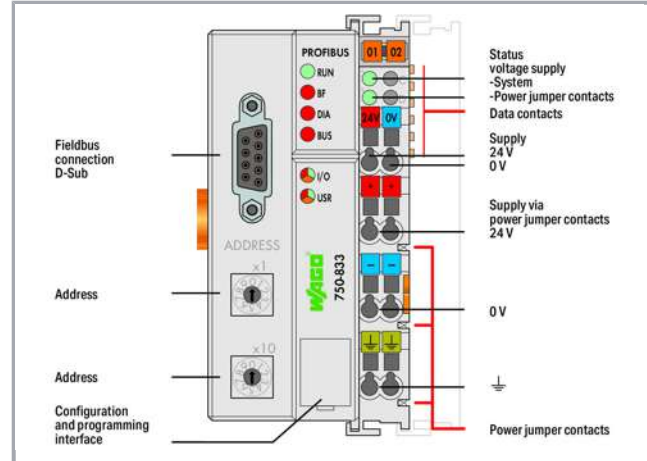 PROFIBUS
RUN
BF
DIA
BUS
I/O
USR
01 02
24V 0V
+ +
− −
ADDRESS
x1
x10
WAGO
750-833
Fieldbus
connection
D-Sub
Address
Address
Configuration
and programming
interface
Status
voltage supply
-System
-Power jumper contacts
Data contacts
Supply
24 V
0 V
Supply via
power jumper contacts
24 V
0 V
Power jumper contacts